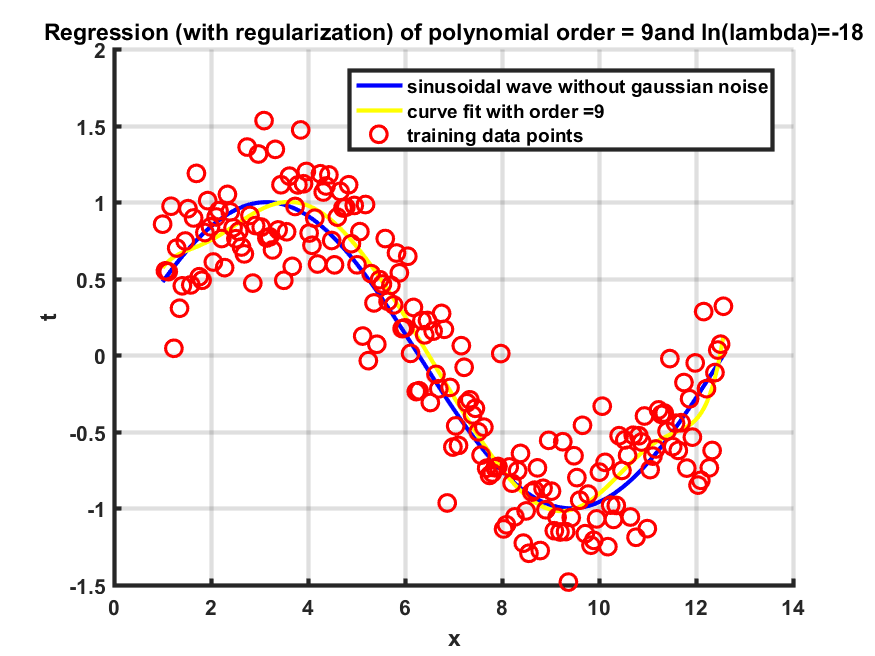 Regression (with regularization) of polynomial order = 9and ln(lambda)=-18
sinusoidal wave without gaussian noise
curve fit with order =9
training data points
2
1.5
1
0.5
0
-0.5
-1
-1.5
t
0 2 4 6 8 10 12 14
x